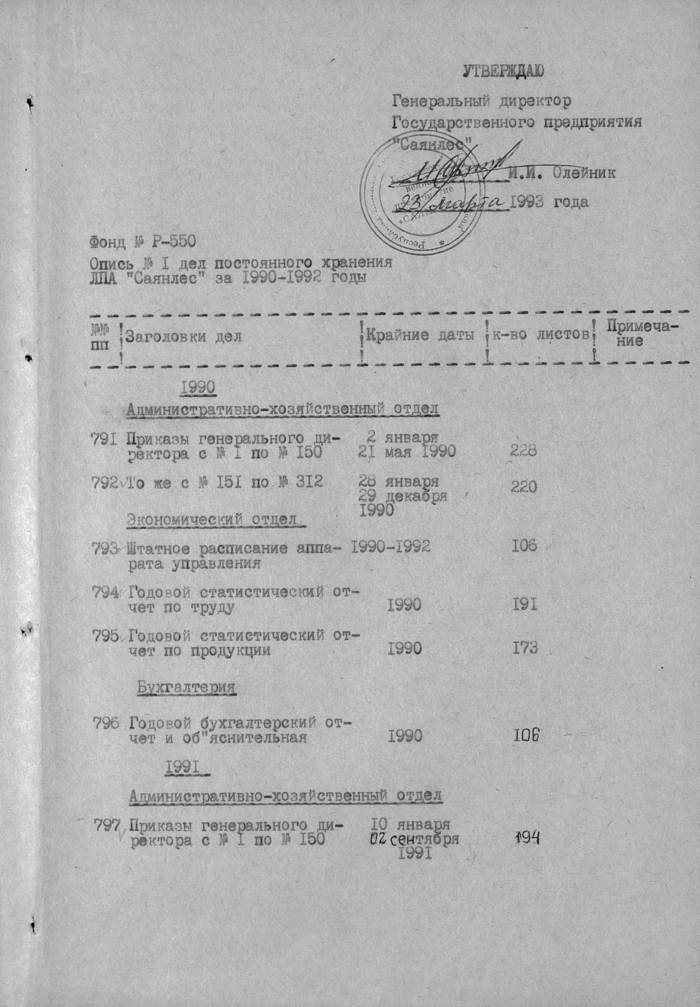 УТВЕРЖДАЮ
Генеральный директор
Государственного предприятия
"Саянлес"
И.И. Олейник
23 марта 1993 года
Фонд № Р-550
Опись № I дел постоянного хранения
ЛПА "Саянлес" за 1990-1992 годы
№№ пп ! Заголовки дел ! Крайние даты ! к-во листов ! Примеча-
ние
1990
Административно-хозяйственный отдел
791 Приказы генерального ди- 2 января
ректора с № I по № 150 21 мая 1990 228
792 То же с № 151 по № 312 28 января 220
29 декабря
1990
Экономический отдел
793 Штатное расписание аппа- 1990-1992 106
рата управления
794 Годовой статистический от-
чет по труду 1990 191
795 Годовой статистический от-
чет по продукции 1990 173
Бухгалтерия
796 Годовой бухгалтерский от-
чет и об"яснительная 1990 106
1991
Административно-хозяйственный отдел
797 Приказы генерального ди- 10 января
ректора с № I по № 150 02 сентября 194
1991